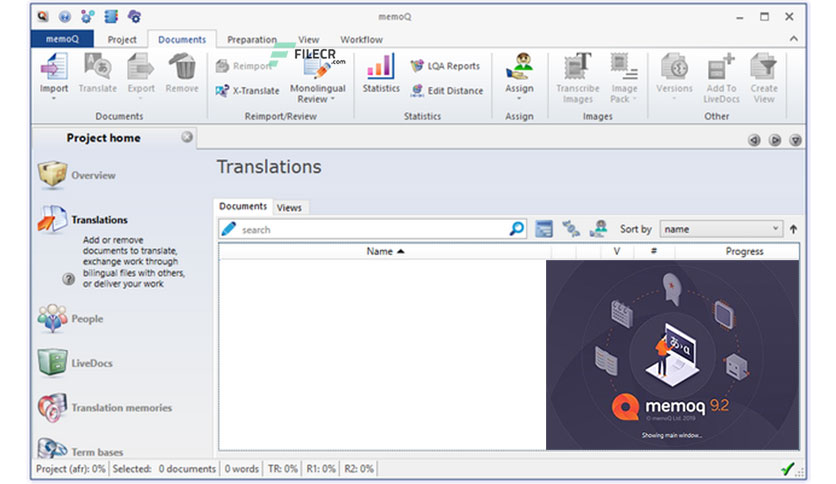 memoQ
memoQ Project Documents Preparation View Workflow
FILECR
.com
Import Translate Export Remove
Reimport
X-Translate
Monolingual
Review
Statistics
LQA Reports
Edit Distance
Assign
Transcribe
Images
Image
Pack
Versions
Add To
LiveDocs
Create
View
Documents Reimport/Review Statistics Assign Images Other
Project home
Overview
Translations
Add or remove
documents to translate,
exchange work through
bilingual files with others,
or deliver your work
People
LiveDocs
Translation memories
Term bases
Translations
Documents Views
search
Sort by name
Name V # Progress
あ›α
memoq 9.2
© memoQ Ltd. 2019
Showing main window...
Project (afr): 0% Selected: 0 documents 0 words TR: 0% R1: 0% R2: 0%